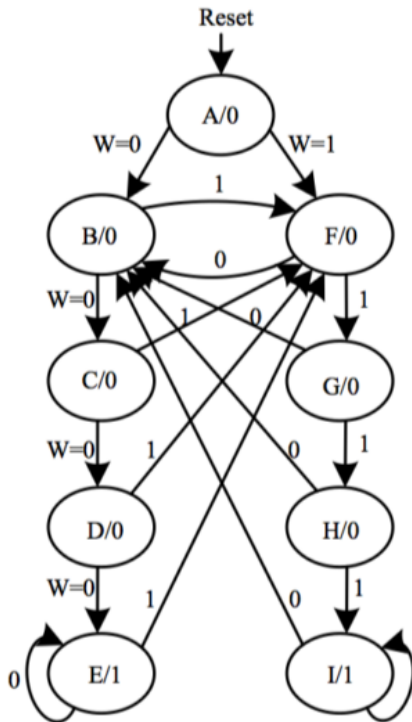 Reset
A/0
W=0 W=1
1
B/0 F/0
0
W=0 1 0 1
C/0 G/0
W=0 1 0 1
D/0 H/0
W=0 1 0 1
0 E/1 I/1